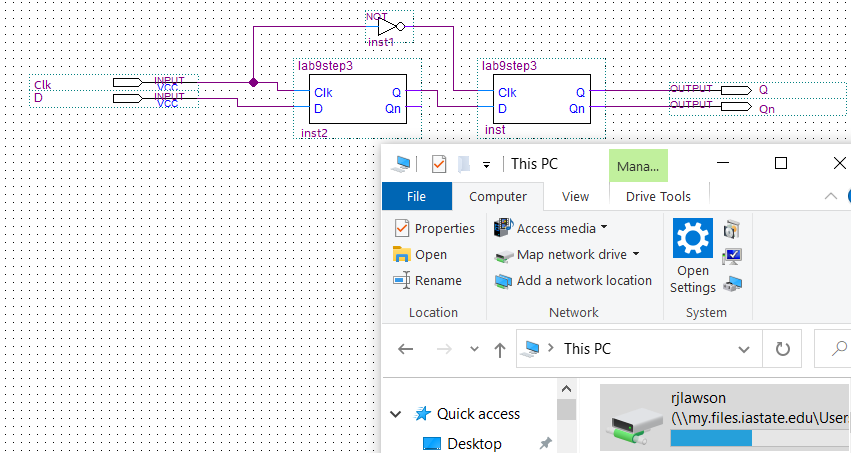 NOT
inst1
lab9step3
lab9step3
Clk
INPUT
VCC
D
INPUT
VCC
Clk Q
D Qn
inst2
Clk Q
D Qn
inst
OUTPUT Q
OUTPUT Qn
This PC
Mana...
File
Computer
View
Drive Tools
Properties
Open
Rename
Location
Access media
Map network drive
Add a network location
Network
Open
Settings
System
This PC
Quick access
Desktop
rjlawson
(\\my.files.iastate.edu\User